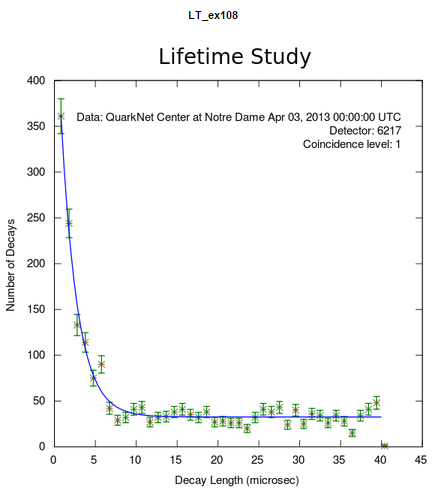 LT_ex108
Lifetime Study
400
350
300
250
200
150
100
50
0
Number of Decays
Data: QuarkNet Center at Notre Dame Apr 03, 2013 00:00:00 UTC
Detector: 6217
Coincidence level: 1
0 5 10 15 20 25 30 35 40 45
Decay Length (microsec)